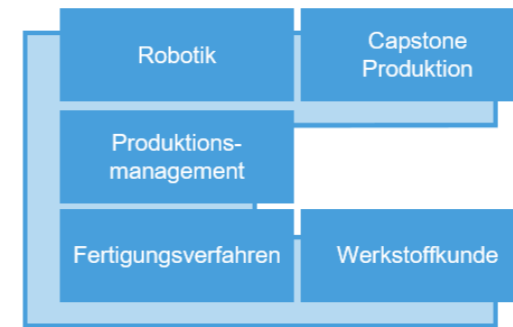 Robotik
Capstone
Produktion
Produktions-
management
Fertigungsverfahren
Werkstoffkunde